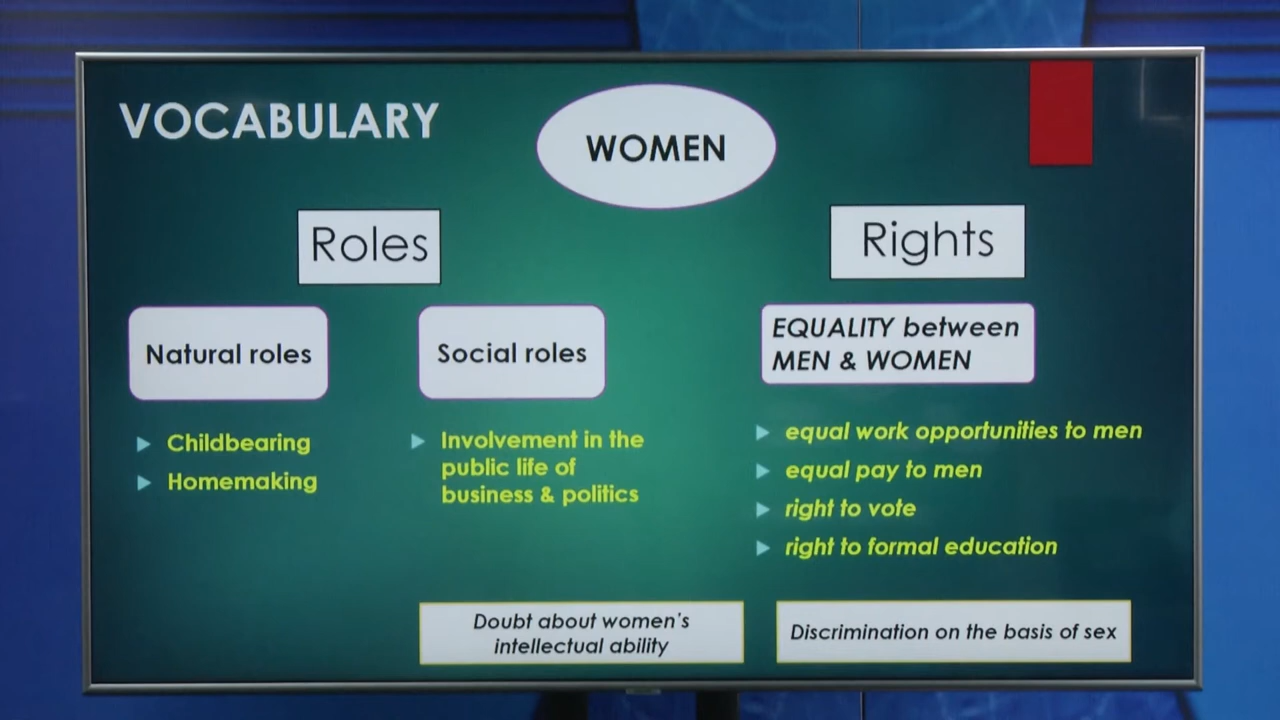 VOCABULARY
WOMEN
Roles
Rights
Natural roles
Social roles
EQUALITY between
MEN & WOMEN
Childbearing
Homemaking
Involvement in the
public life of
business & politics
equal work opportunities to men
equal pay to men
right to vote
right to formal education
Doubt about women's
intellectual ability
Discrimination on the basis of sex